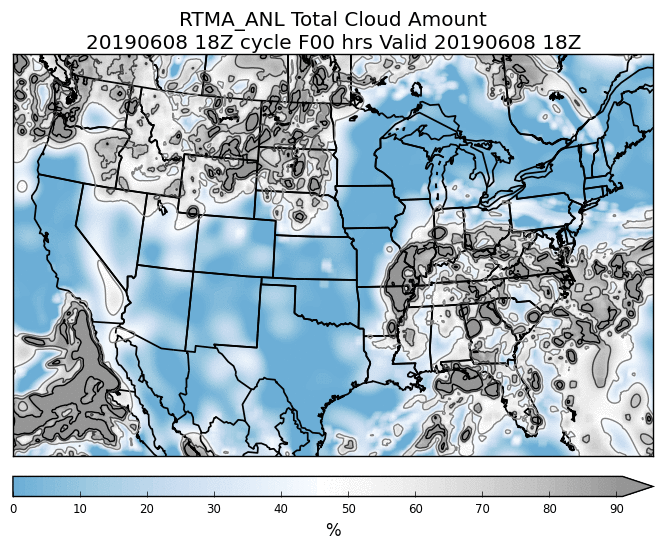 RTMA_ANL Total Cloud Amount
20190608 18Z cycle F00 hrs Valid 20190608 18Z
0 10 20 30 40 50 60 70 80 90
%